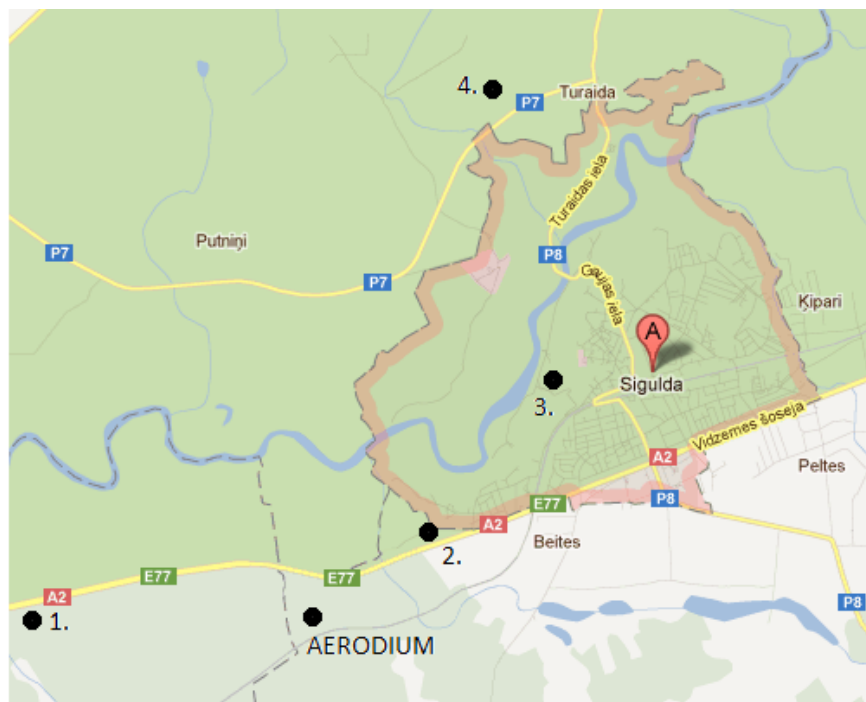 4.
P7
Turaida
Turaidas iela
Putniņi
P7
P8
P7
Gaujas iela
Ķipari
A
Sigulda
3.
Vidzemes šoseja
A2
Peltes
E77
P8
A2
2.
Beites
E77
E77
A2
P8
1.
AERODIUM